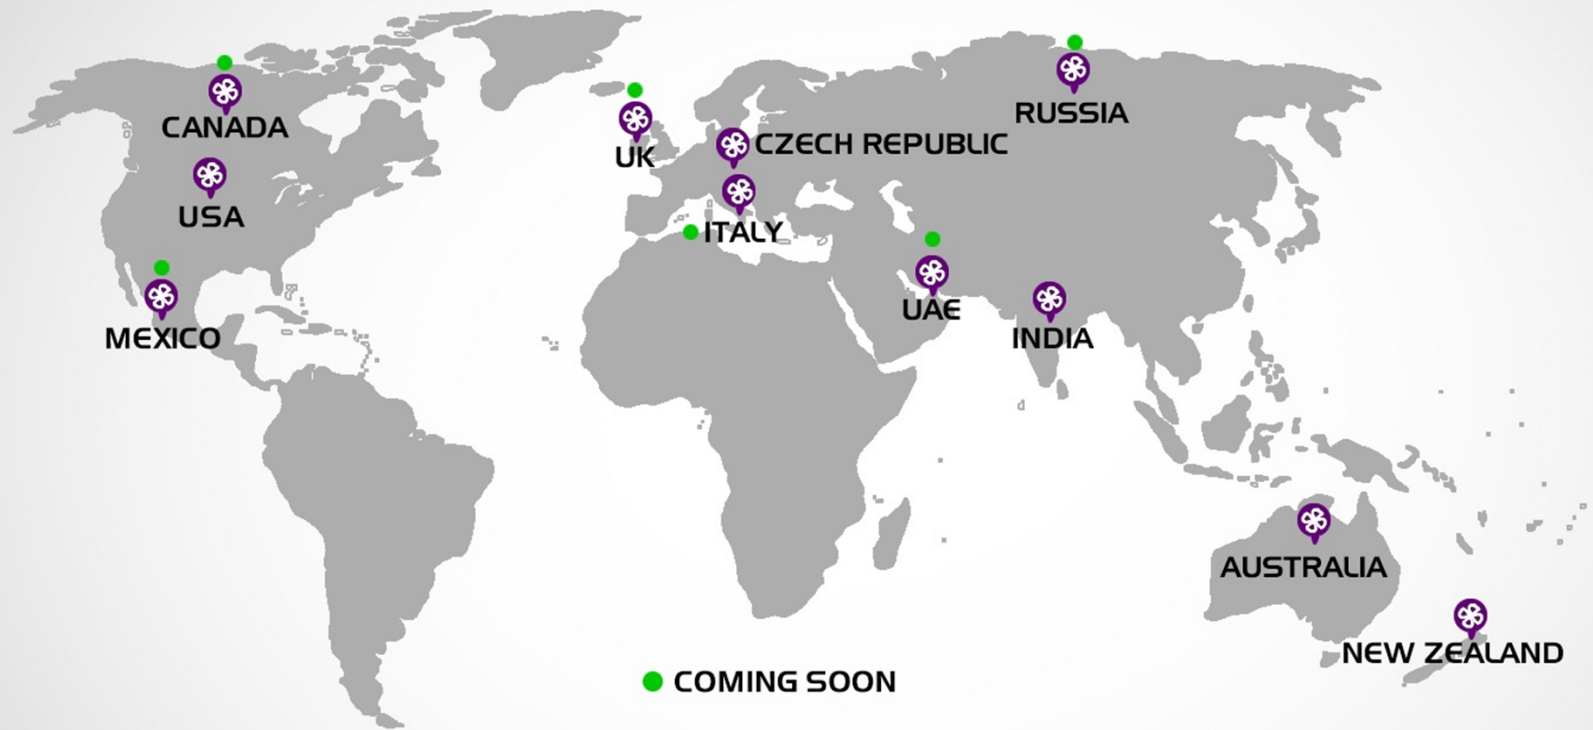 RUSSIA
CANADA
CZECH REPUBLIC
UK
USA
ITALY
UAE
MEXICO
INDIA
AUSTRALIA
NEW ZEALAND
COMING SOON